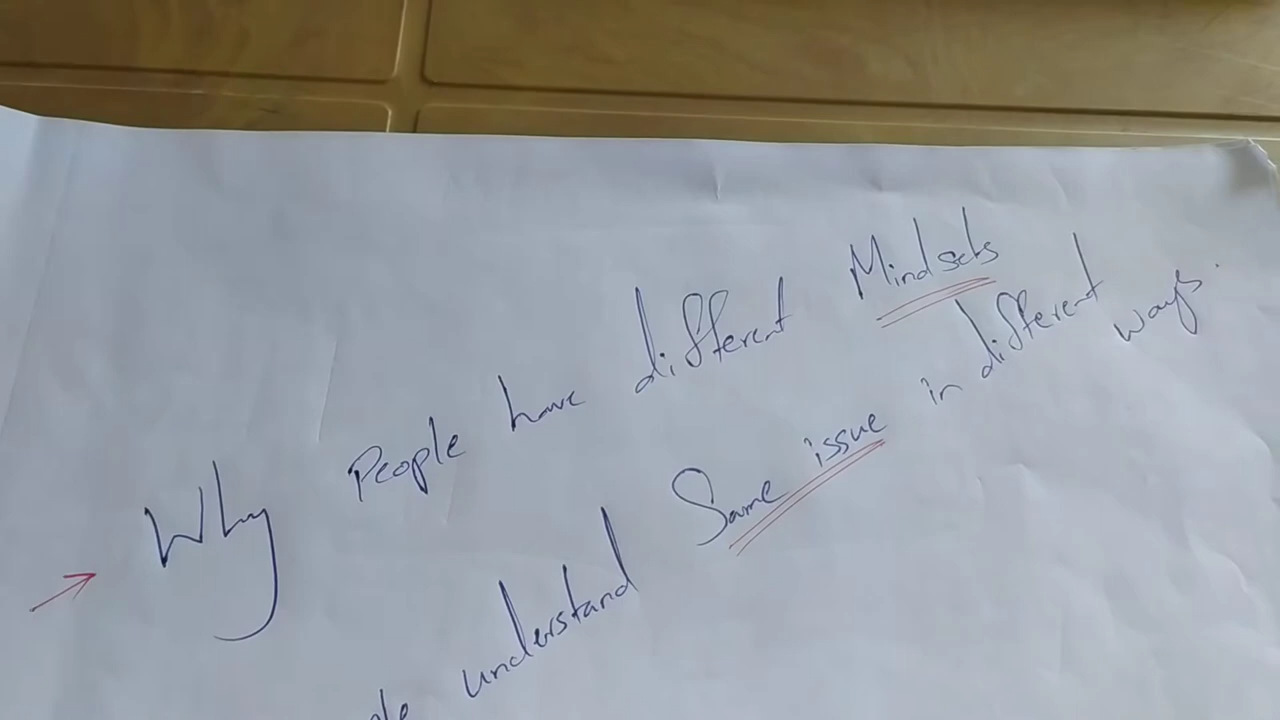 Why People have different Mindsets
understand Same issue in different ways.